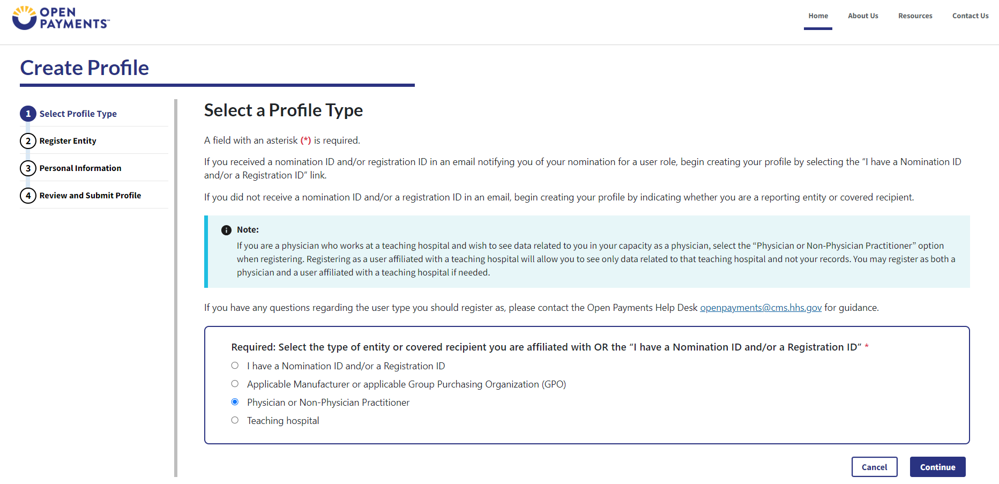 OPEN
PAYMENTS™
Home
About Us
Resources
Contact Us
Create Profile
1 Select Profile Type
2 Register Entity
3 Personal Information
4 Review and Submit Profile
Select a Profile Type
A field with an asterisk (*) is required.
If you received a nomination ID and/or registration ID in an email notifying you of your nomination for a user role, begin creating your profile by selecting the “I have a Nomination ID
and/or a Registration ID” link.
If you did not receive a nomination ID and/or a registration ID in an email, begin creating your profile by indicating whether you are a reporting entity or covered recipient.
i Note:
If you are a physician who works at a teaching hospital and wish to see data related to you in your capacity as a physician, select the “Physician or Non-Physician Practitioner” option
when registering. Registering as a user affiliated with a teaching hospital will allow you to see only data related to that teaching hospital and not your records. You may register as both a
physician and a user affiliated with a teaching hospital if needed.
If you have any questions regarding the user type you should register as, please contact the Open Payments Help Desk openpayments@cms.hhs.gov for guidance.
Required: Select the type of entity or covered recipient you are affiliated with OR the “I have a Nomination ID and/or a Registration ID” *
I have a Nomination ID and/or a Registration ID
Applicable Manufacturer or applicable Group Purchasing Organization (GPO)
Physician or Non-Physician Practitioner
Teaching hospital
Cancel
Continue